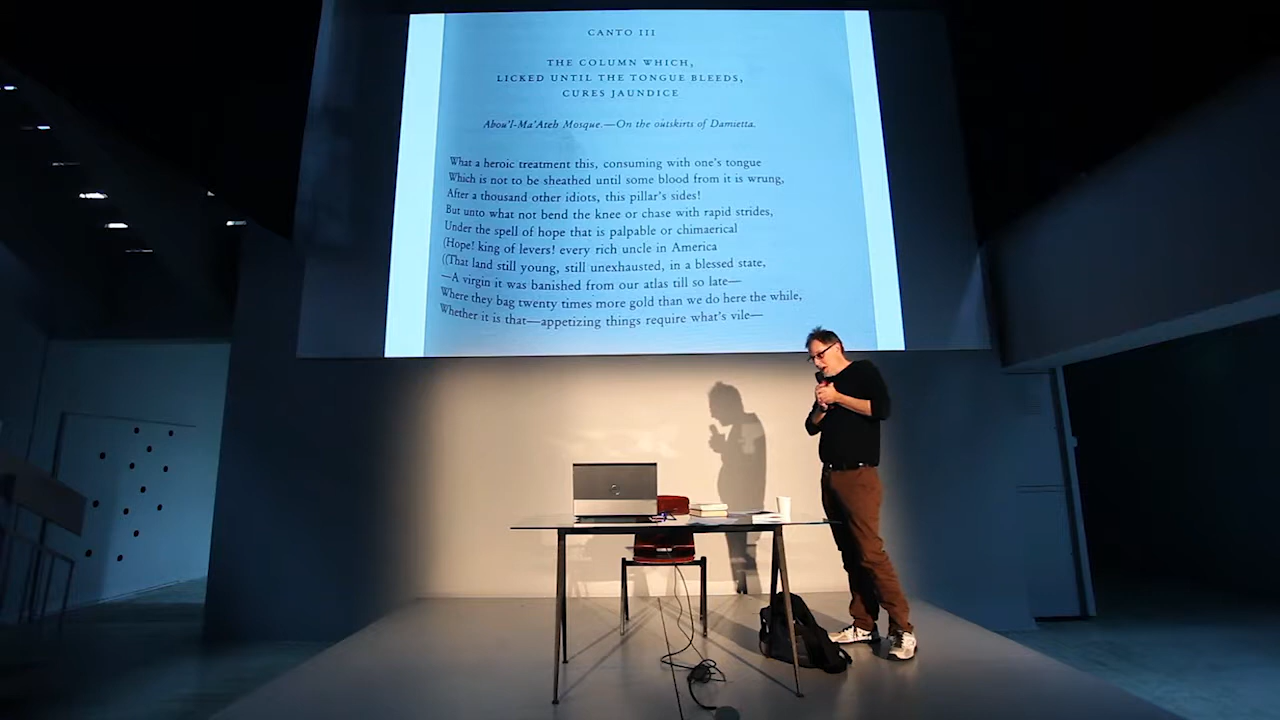 CANTO III
THE COLUMN WHICH,
LICKED UNTIL THE TONGUE BLEEDS,
CURES JAUNDICE
Abou'l-Ma'Ateh Mosque.—On the outskirts of Damietta.
What a heroic treatment this, consuming with one's tongue
Which is not to be sheathed until some blood from it is wrung,
After a thousand other idiots, this pillar's sides!
But unto what not bend the knee or chase with rapid strides,
Under the spell of hope that is palpable or chimaerical
(Hope! king of levers! every rich uncle in America
((That land still young, still unexhausted, in a blessed state,
—A virgin it was banished from our atlas till so late—
Where they bag twenty times more gold than we do here the while,
Whether it is that—appetizing things require what's vile—